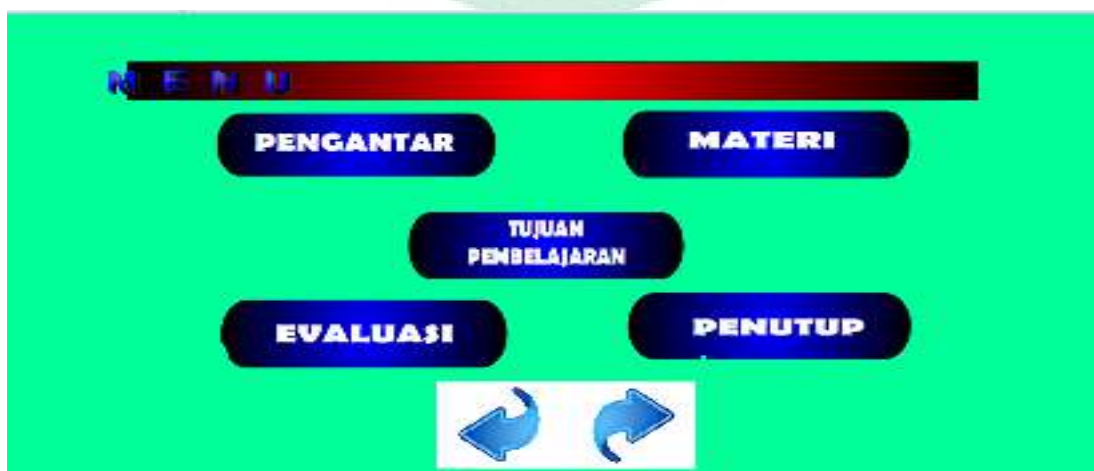 MENU
PENGANTAR
MATERI
TUJUAN
PEMBELAJARAN
EVALUASI
PENUTUP